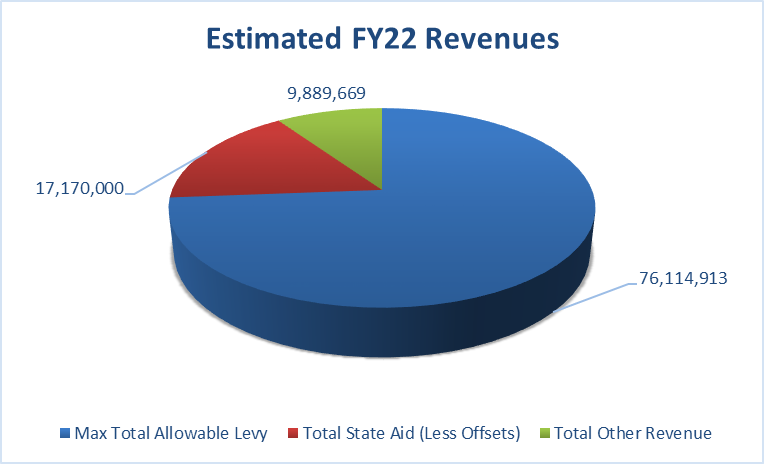 Estimated FY22 Revenues
9,889,669
17,170,000
76,114,913
Max Total Allowable Levy
Total State Aid (Less Offsets)
Total Other Revenue